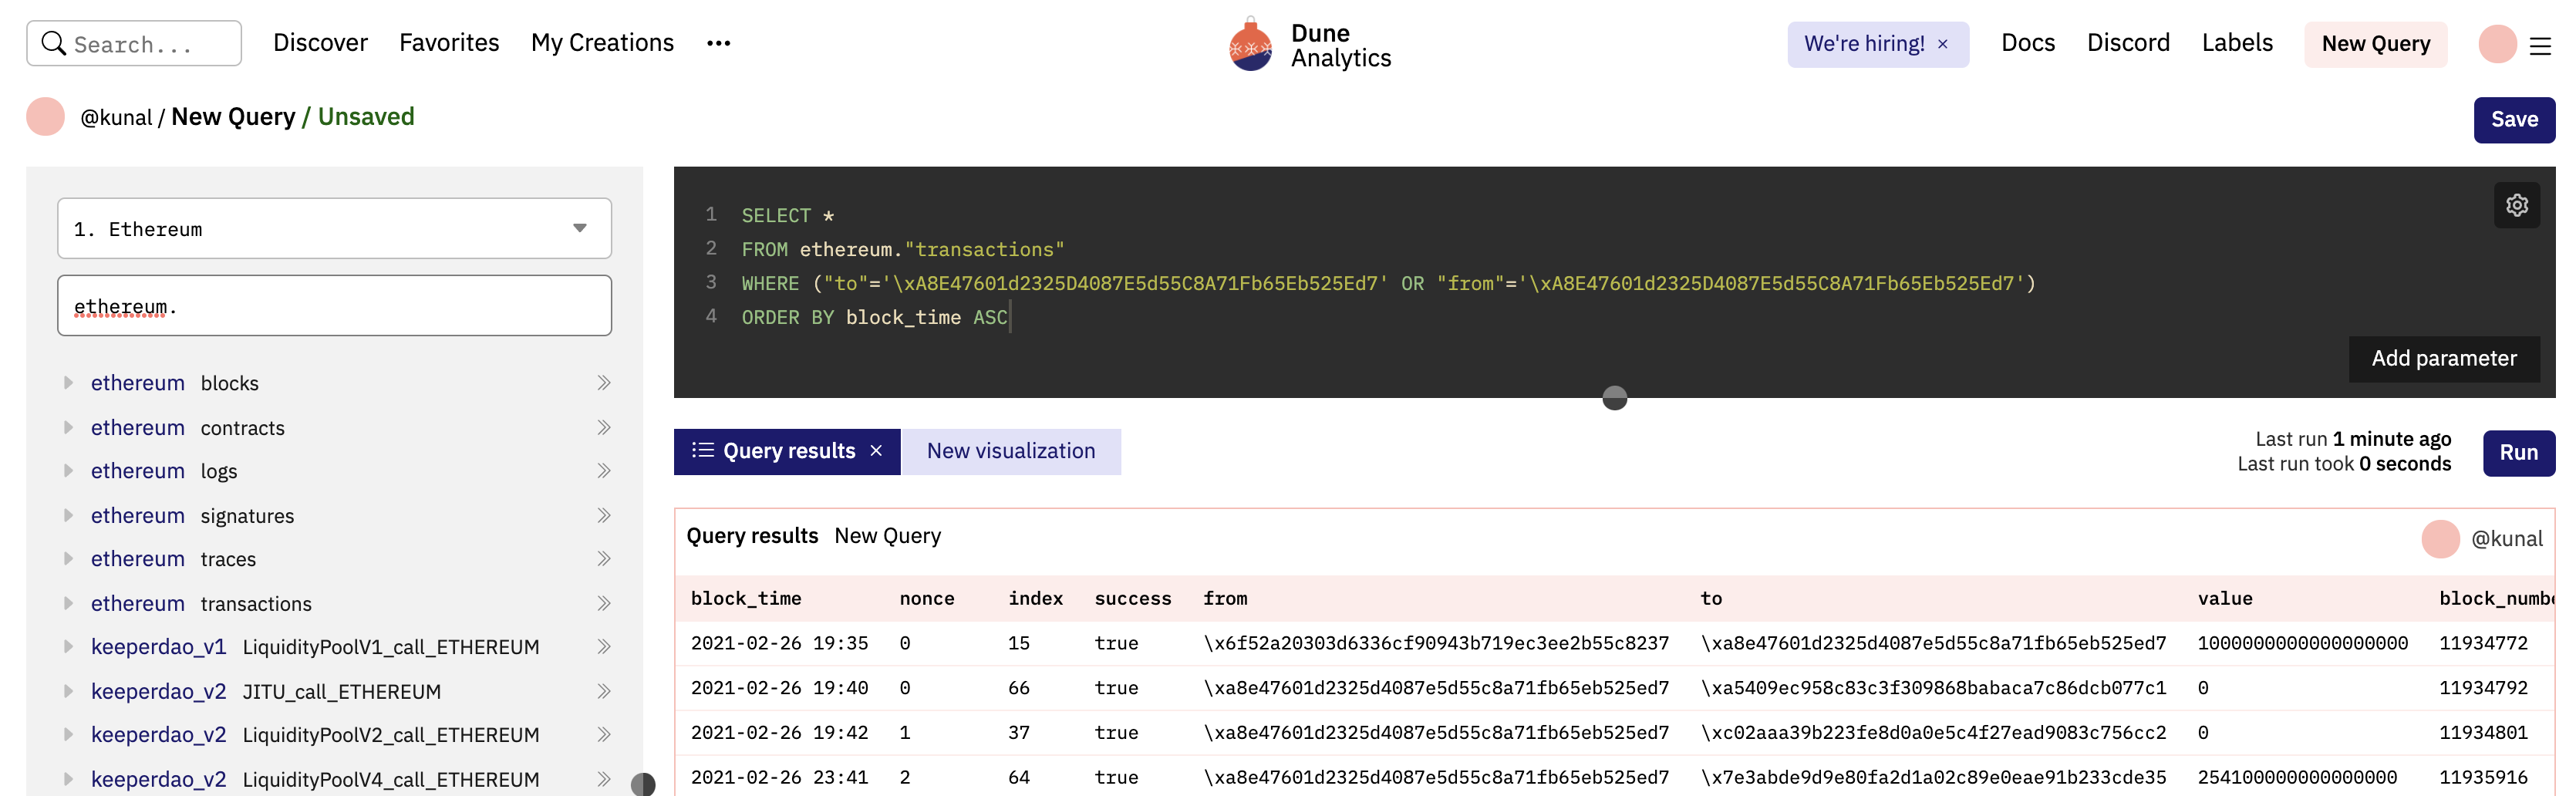 Search...
Discover
Favorites
My Creations
•••
Dune
Analytics
We're hiring! ×
Docs
Discord
Labels
New Query
@kunal / New Query / Unsaved
Save
1. Ethereum
ethereum.
ethereum blocks
ethereum contracts
ethereum logs
ethereum signatures
ethereum traces
ethereum transactions
keeperdao_v1 LiquidityPoolV1_call_ETHEREUM
keeperdao_v2 JITU_call_ETHEREUM
keeperdao_v2 LiquidityPoolV2_call_ETHEREUM
keeperdao_v2 LiquidityPoolV4_call_ETHEREUM
1 SELECT *
2 FROM ethereum."transactions"
3 WHERE ("to"='\xA8E47601d2325D4087E5d55C8A71Fb65Eb525Ed7' OR "from"='\xA8E47601d2325D4087E5d55C8A71Fb65Eb525Ed7')
4 ORDER BY block_time ASC
Add parameter
Query results ×
New visualization
Last run 1 minute ago
Last run took 0 seconds
Run
Query results New Query
@kunal
block_time nonce index success from to value block_numbe
2021-02-26 19:35 0 15 true \x6f52a20303d6336cf90943b719ec3ee2b55c8237 \xa8e47601d2325d4087e5d55c8a71fb65eb525ed7 1000000000000000000 11934772
2021-02-26 19:40 0 66 true \xa8e47601d2325d4087e5d55c8a71fb65eb525ed7 \xa5409ec958c83c3f309868babaca7c86dcb077c1 0 11934792
2021-02-26 19:42 1 37 true \xa8e47601d2325d4087e5d55c8a71fb65eb525ed7 \xc02aaa39b223fe8d0a0e5c4f27ead9083c756cc2 0 11934801
2021-02-26 23:41 2 64 true \xa8e47601d2325d4087e5d55c8a71fb65eb525ed7 \x7e3abde9d9e80fa2d1a02c89e0eae91b233cde35 254100000000000000 11935916